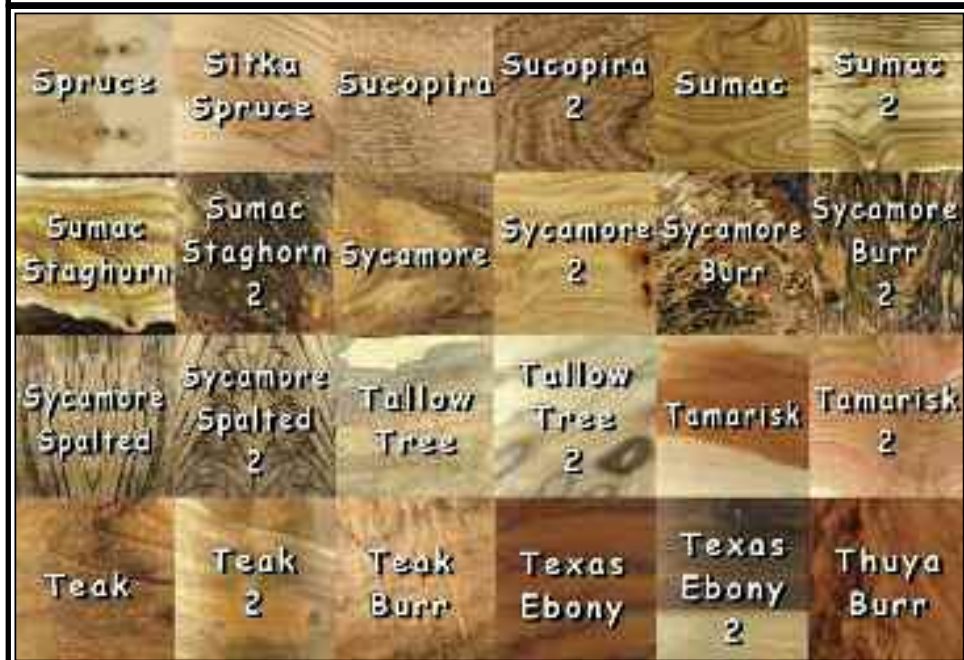 Spruce
Sitka
Spruce
Sucopira
Sucopira
2
Sumac
Sumac
2
Sumac
Staghorn
Sumac
Staghorn
2
Sycamore
Sycamore
2
Sycamore
Burr
Sycamore
Burr
2
Sycamore
Spalted
Sycamore
Spalted
2
Tallow
Tree
Tallow
Tree
2
Tamarisk
Tamarisk
2
Teak
Teak
2
Teak
Burr
Texas
Ebony
Texas
Ebony
2
Thuya
Burr